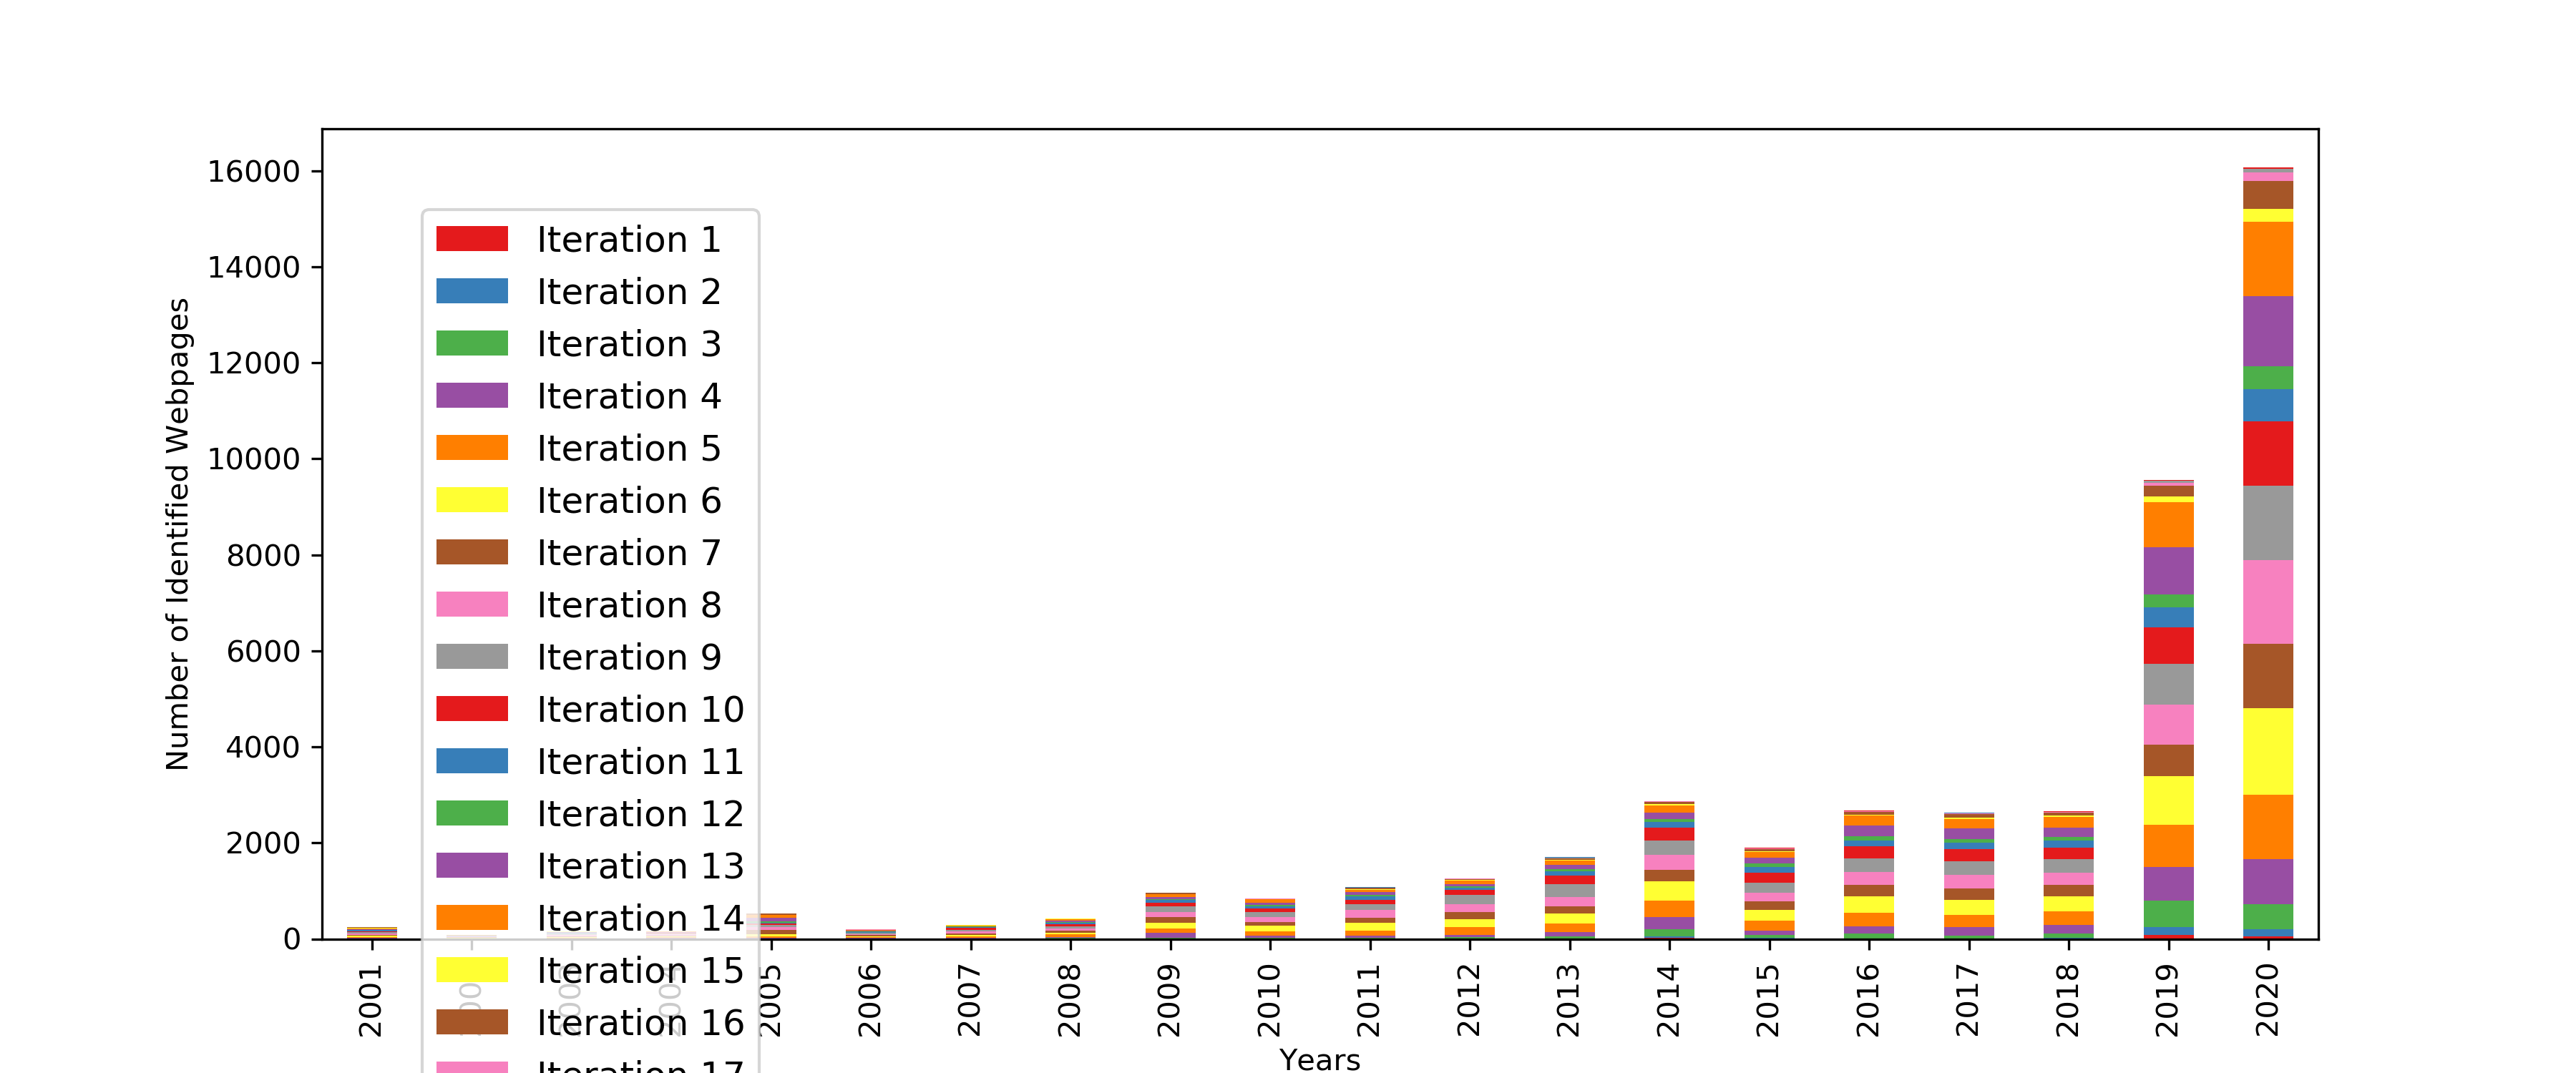 16000
14000
12000
10000
8000
6000
4000
2000
0
Number of Identified Webpages
Iteration 1
Iteration 2
Iteration 3
Iteration 4
Iteration 5
Iteration 6
Iteration 7
Iteration 8
Iteration 9
Iteration 10
Iteration 11
Iteration 12
Iteration 13
Iteration 14
Iteration 15
Iteration 16
Iteration 17
2001
2005
2006
2007
2008
2009
2010
2011
2012
2013
2014
2015
2016
2017
2018
2019
2020
Years